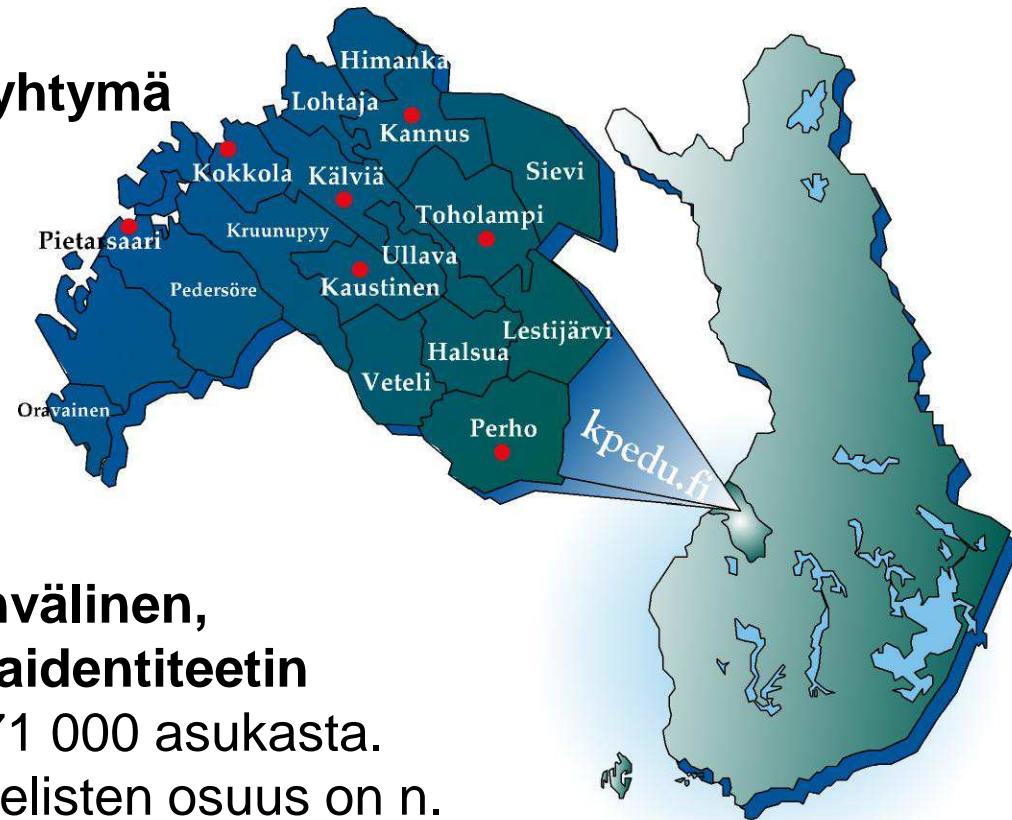 yhtymä
Himanka
Lohtaja
Kannus
Kokkola
Kälviä
Sievi
Toholampi
Pietarsaari
Kruunupyy
Ullava
Pedersöre
Kaustinen
Lestijärvi
Halsua
Veteli
Oravainen
Perho
kpedu.fi
nvälinen,
aidentiteetin
71 000 asukasta.
elisten osuus on n.